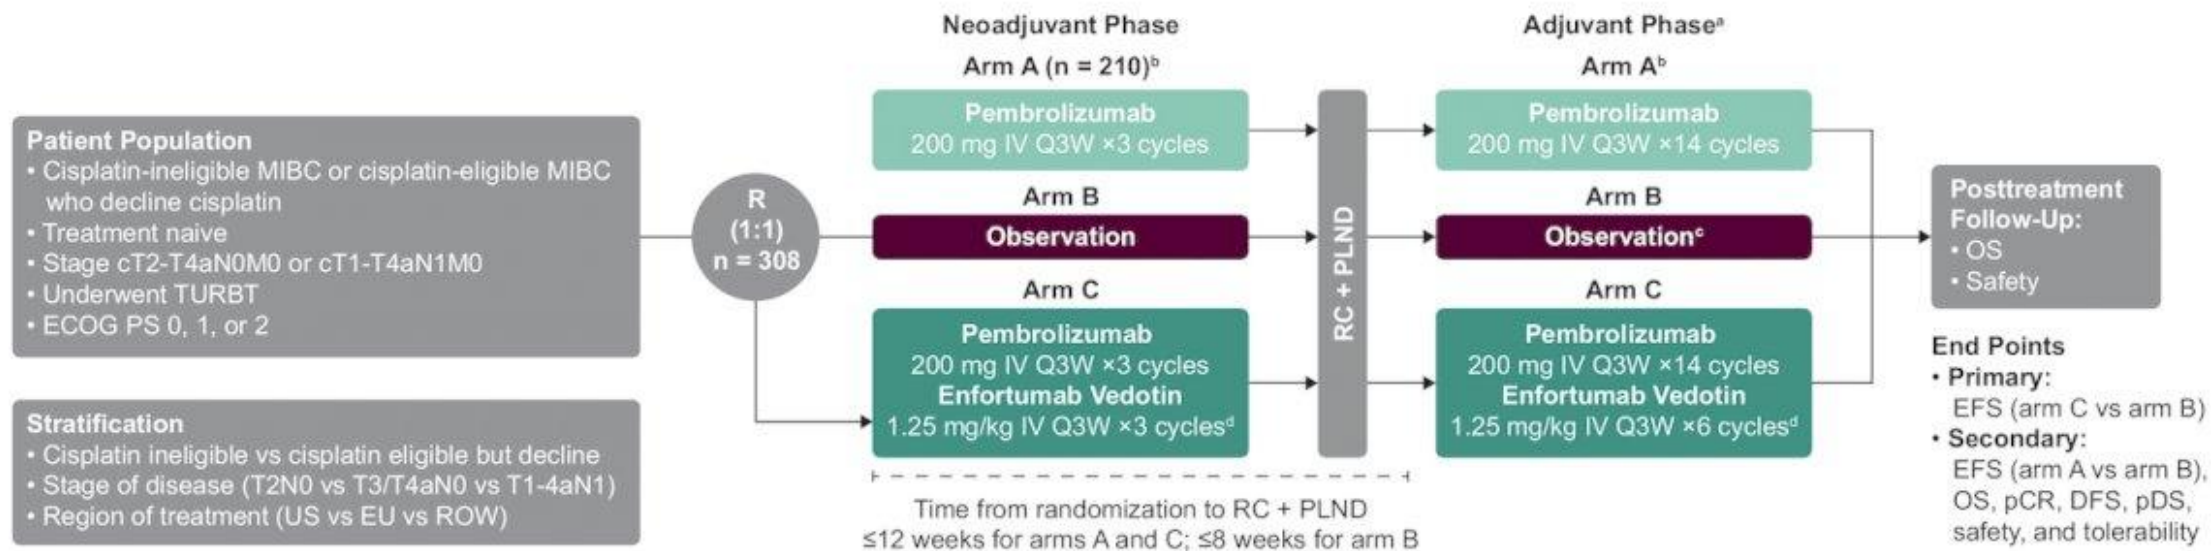 Patient Population
• Cisplatin-ineligible MIBC or cisplatin-eligible MIBC
who decline cisplatin
• Treatment naive
• Stage cT2-T4aN0M0 or cT1-T4aN1M0
• Underwent TURBT
• ECOG PS 0, 1, or 2
Stratification
• Cisplatin ineligible vs cisplatin eligible but decline
• Stage of disease (T2N0 vs T3/T4aN0 vs T1-4aN1)
• Region of treatment (US vs EU vs ROW)
R
(1:1)
n = 308
Neoadjuvant Phase
Arm A (n = 210)ᵇ
Pembrolizumab
200 mg IV Q3W ×3 cycles
Arm B
Observation
Arm C
Pembrolizumab
200 mg IV Q3W ×3 cycles
Enfortumab Vedotin
1.25 mg/kg IV Q3W ×3 cyclesᵈ
Time from randomization to RC + PLND
≤12 weeks for arms A and C; ≤8 weeks for arm B
RC + PLND
Adjuvant Phaseᵃ
Arm Aᵇ
Pembrolizumab
200 mg IV Q3W ×14 cycles
Arm B
Observationᶜ
Arm C
Pembrolizumab
200 mg IV Q3W ×14 cycles
Enfortumab Vedotin
1.25 mg/kg IV Q3W ×6 cyclesᵈ
Posttreatment
Follow-Up:
• OS
• Safety
End Points
• Primary:
EFS (arm C vs arm B)
• Secondary:
EFS (arm A vs arm B),
OS, pCR, DFS, pDS,
safety, and tolerability